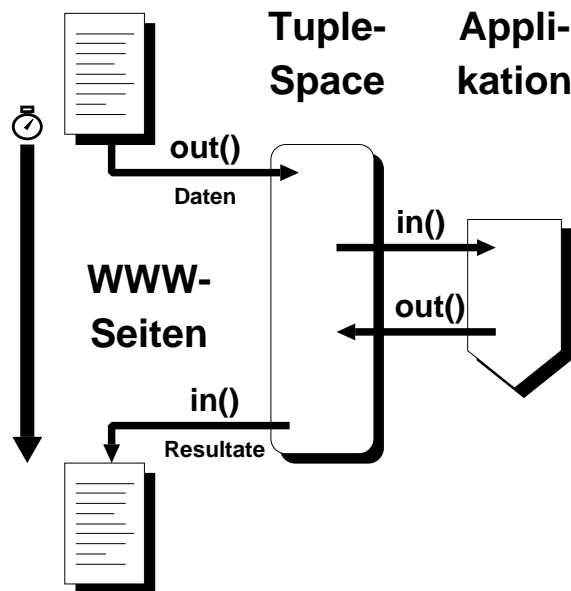 Tuple-
Space
Appli-
kation
out()
Daten
in()
WWW-
Seiten
out()
in()
Resultate